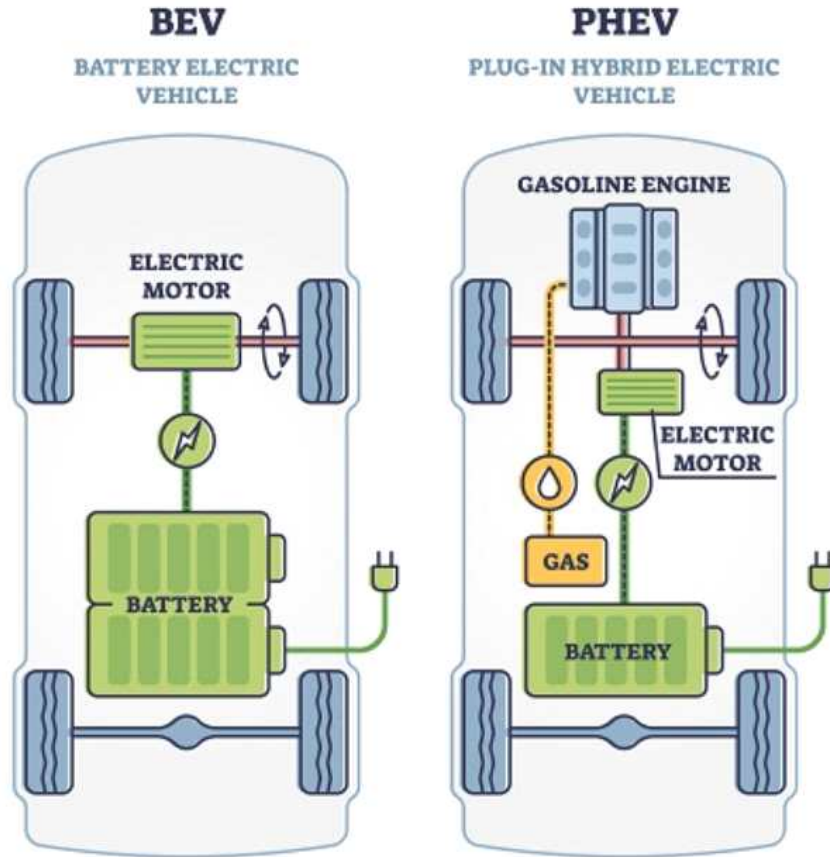 BEV
BATTERY ELECTRIC
VEHICLE
ELECTRIC
MOTOR
BATTERY
PHEV
PLUG-IN HYBRID ELECTRIC
VEHICLE
GASOLINE ENGINE
ELECTRIC
MOTOR
GAS
BATTERY